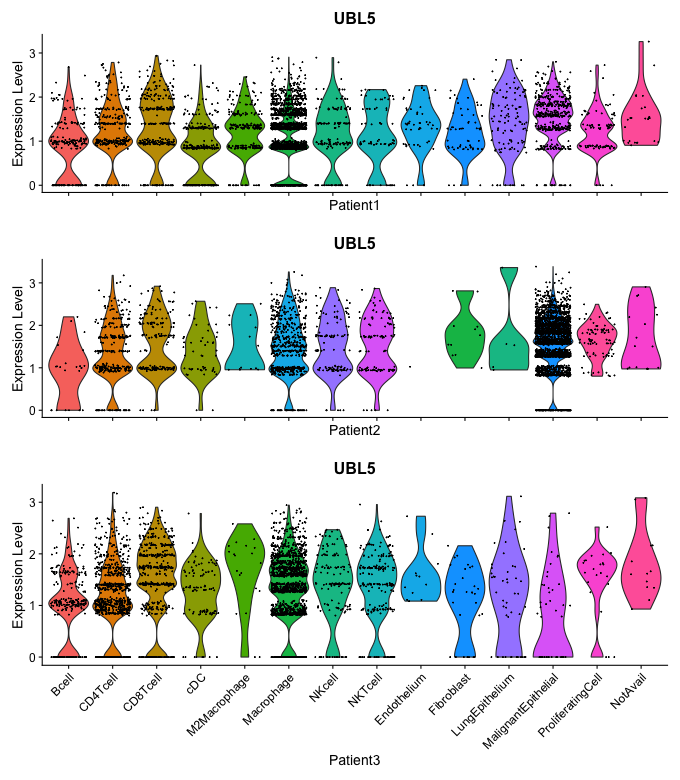 UBL5
Expression Level
3
2
1
0
Patient1
UBL5
Expression Level
3
2
1
0
Patient2
UBL5
Expression Level
3
2
1
0
Bcell
CD4Tcell
CD8Tcell
cDC
M2Macrophage
Macrophage
NKcell
NKTcell
Endothelium
Fibroblast
LungEpithelium
MalignantEpithelial
ProliferatingCell
NotAvail
Patient3